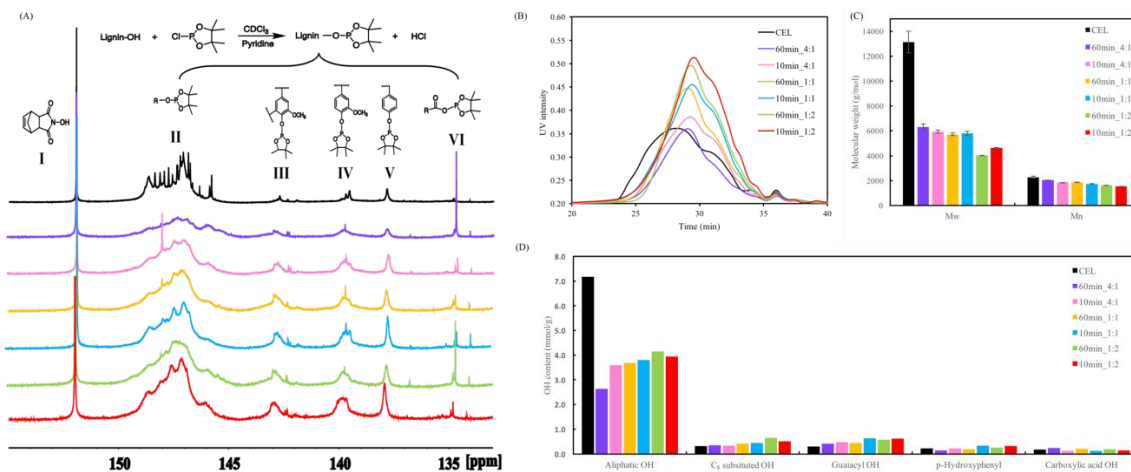 (A)
Lignin-OH + Cl P O O CDCl₃ Pyridine Lignin O P O O + HCl
N-OH O O
R O P O O
OCH₃ O P O O
OCH₃ O P O O
O P O O
R O O P O O
I II III IV V VI
150 145 140 135 [ppm]
(B)
UV intensity
0.60
0.55
0.50
0.45
0.40
0.35
0.30
0.25
0.20
20 25 30 35 40
Time (min)
CEL
60min_4:1
10min_4:1
60min_1:1
10min_1:1
60min_1:2
10min_1:2
(C)
Molecular weight (g/mol)
14000
12000
10000
8000
6000
4000
2000
0
Mw Mn
CEL
60min_4:1
10min_4:1
60min_1:1
10min_1:1
60min_1:2
10min_1:2
(D)
OH content (mmol/g)
8.0
7.0
6.0
5.0
4.0
3.0
2.0
1.0
0.0
Aliphatic OH C₅ subsituted OH Guaiacyl OH p-Hydroxyphenyl Carboxylic acid OH
CEL
60min_4:1
10min_4:1
60min_1:1
10min_1:1
60min_1:2
10min_1:2